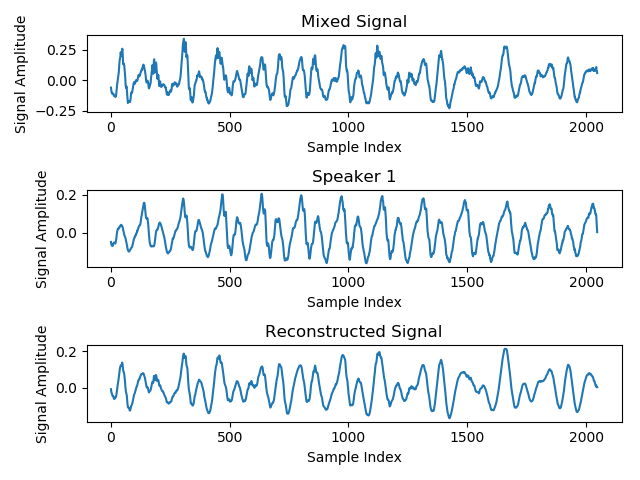 Mixed Signal
Signal Amplitude
0.25
0.00
−0.25
0
500
1000
1500
2000
Sample Index
Speaker 1
Signal Amplitude
0.2
0.0
0
500
1000
1500
2000
Sample Index
Reconstructed Signal
Signal Amplitude
0.2
0.0
0
500
1000
1500
2000
Sample Index